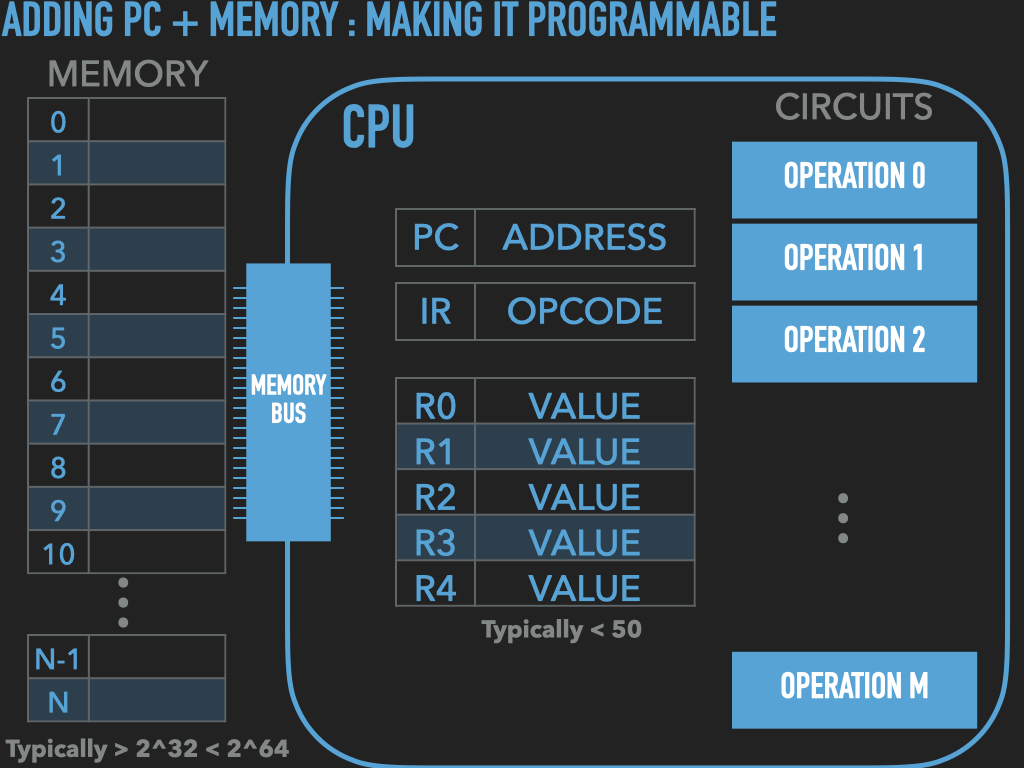 ADDING PC + MEMORY : MAKING IT PROGRAMMABLE
MEMORY
0
1
2
3
4
5
6
7
8
9
10
N-1
N
Typically > 2^32 < 2^64
MEMORY
BUS
CPU
PC ADDRESS
IR OPCODE
R0 VALUE
R1 VALUE
R2 VALUE
R3 VALUE
R4 VALUE
Typically < 50
CIRCUITS
OPERATION 0
OPERATION 1
OPERATION 2
OPERATION M